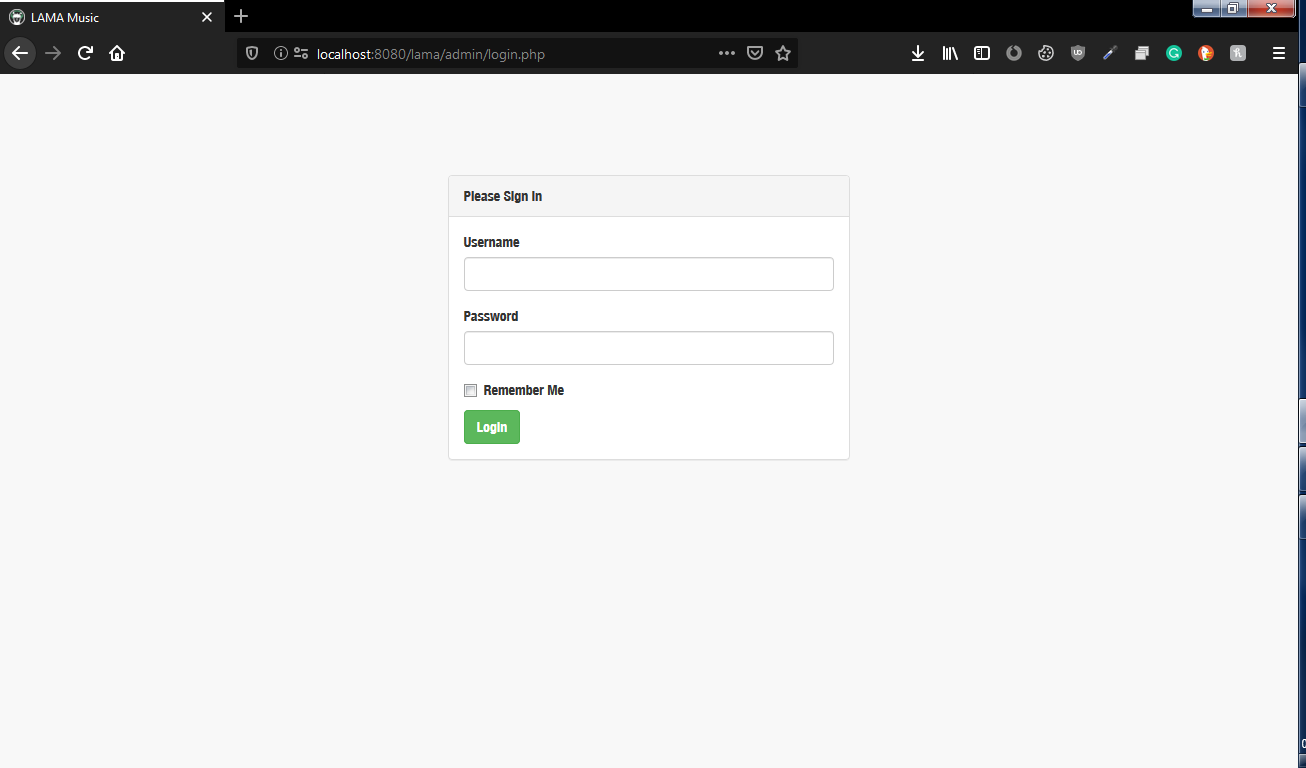 LAMA Music
localhost:8080/lama/admin/login.php
Please Sign In
Username
Password
Remember Me
Login